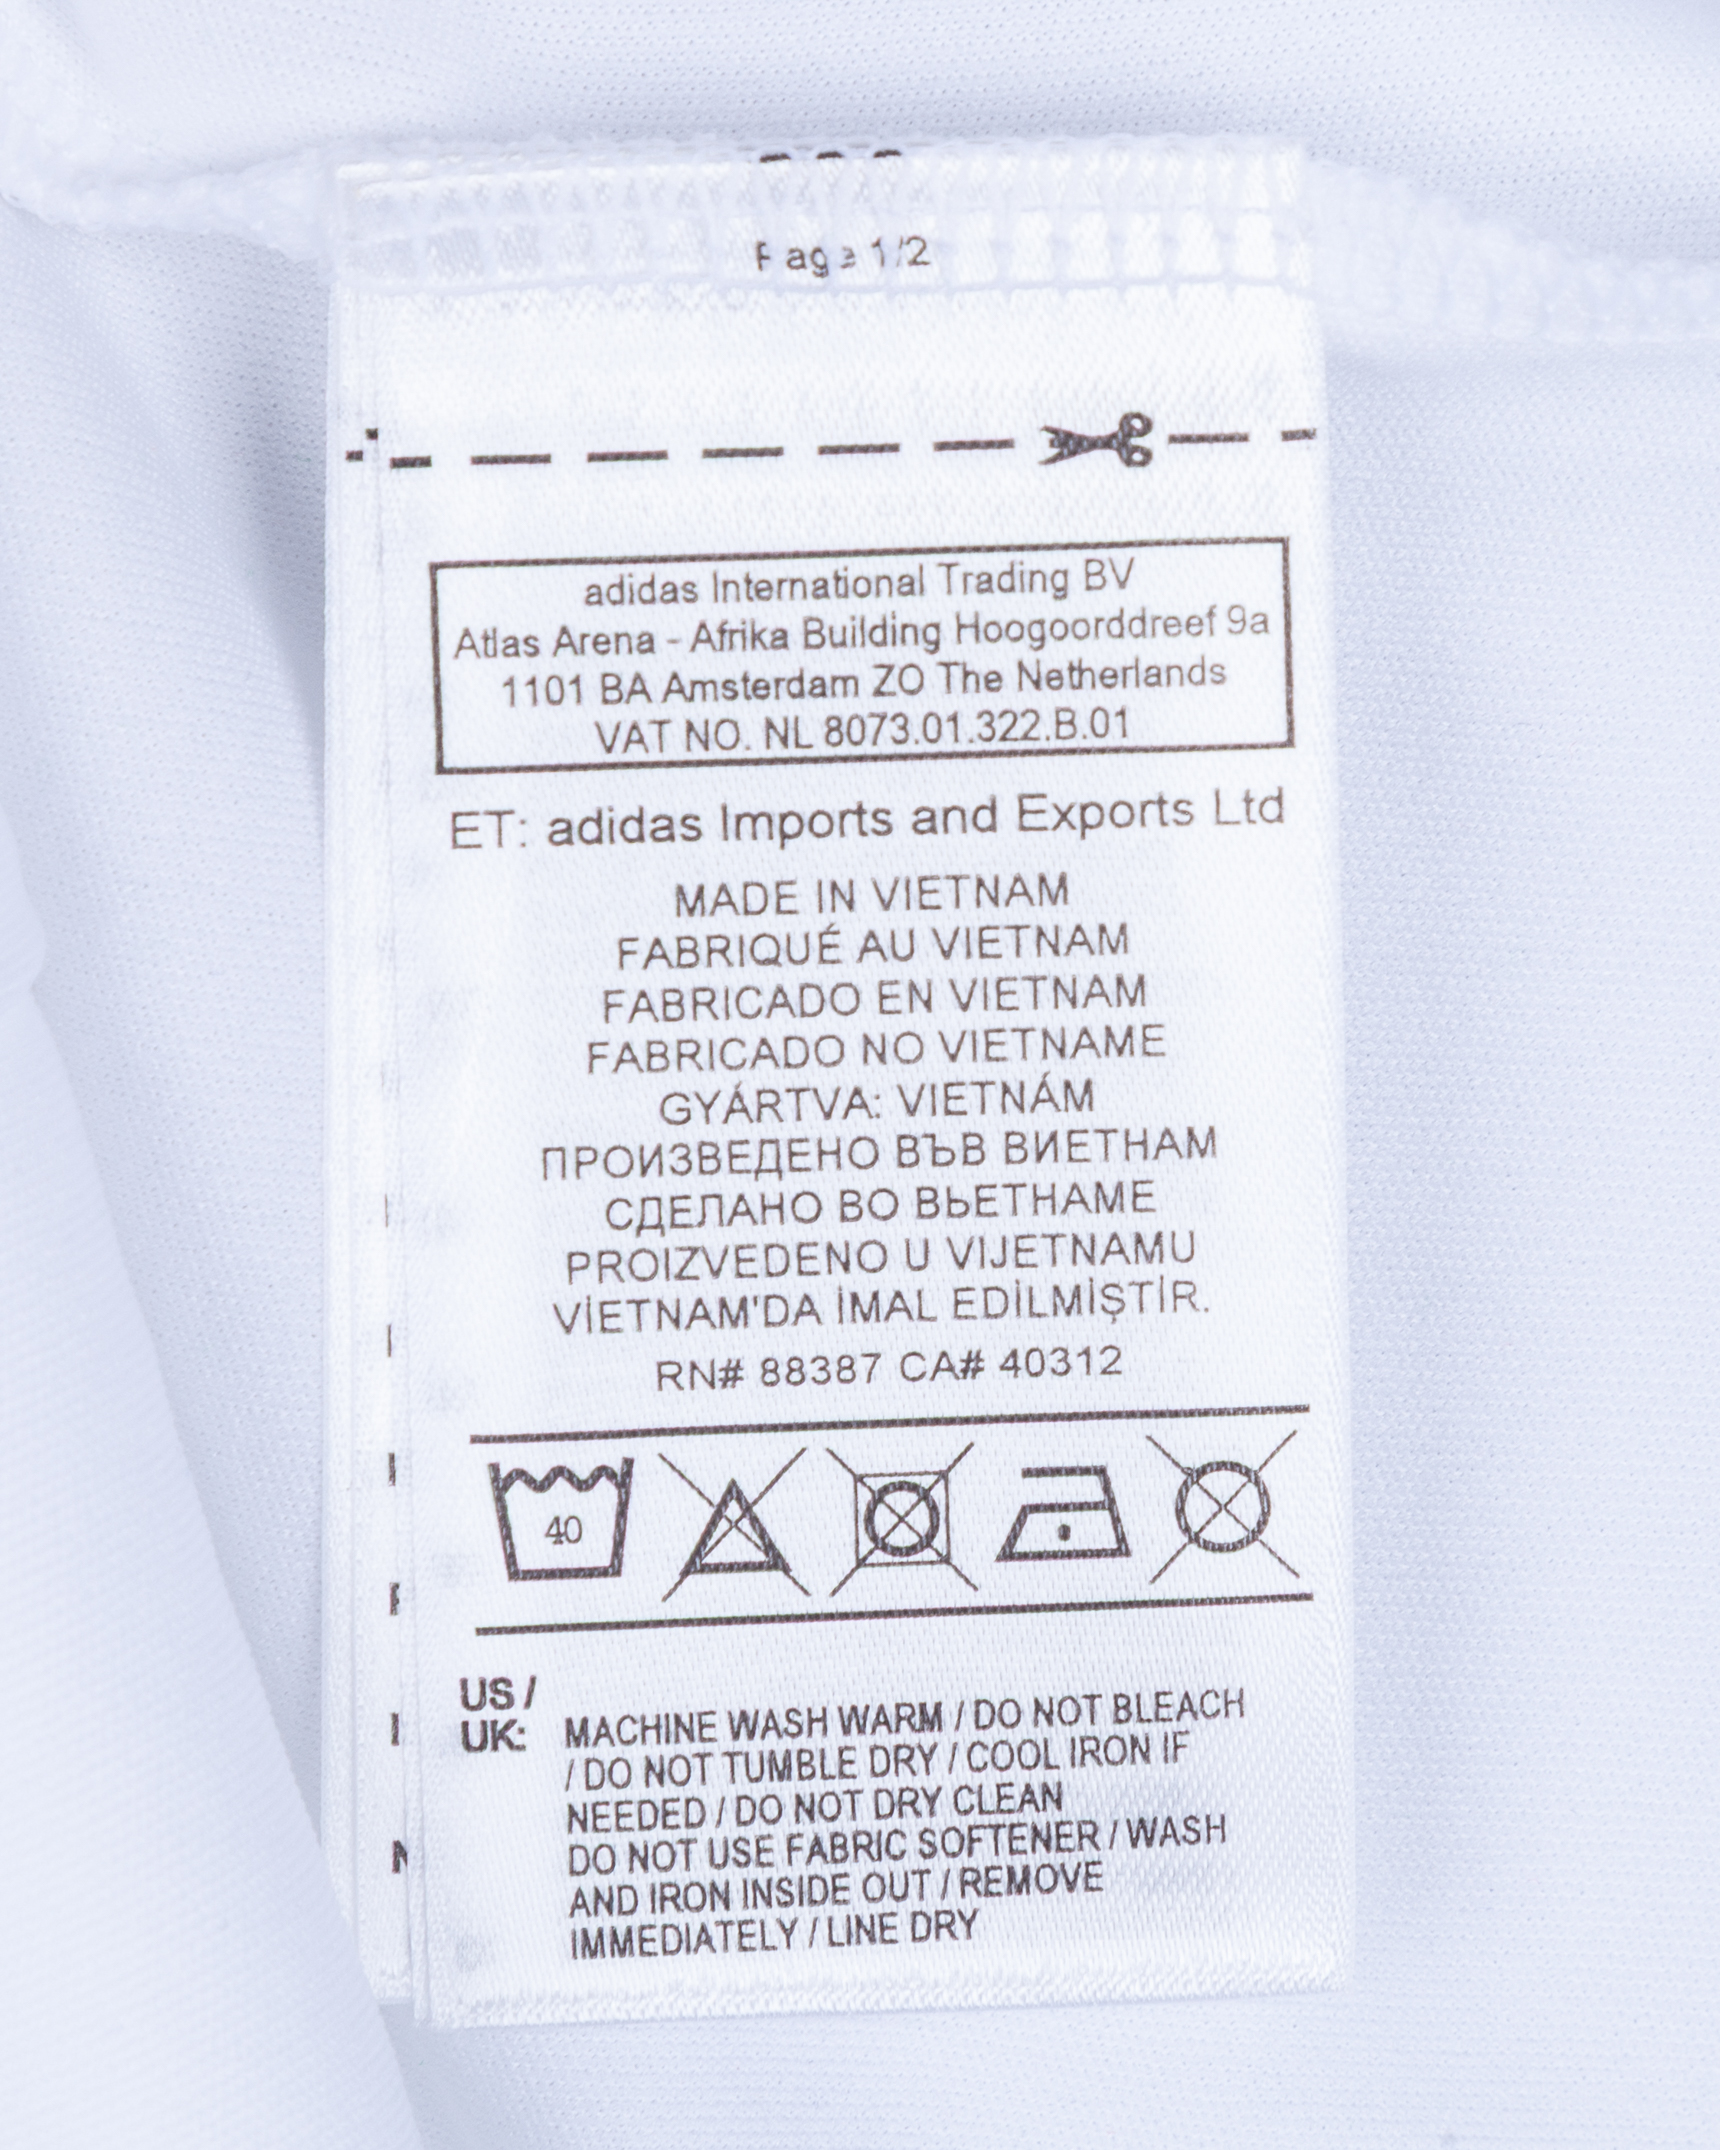 Page 1/2
adidas International Trading BV
Atlas Arena - Afrika Building Hoogoorddreef 9a
1101 BA Amsterdam ZO The Netherlands
VAT NO. NL 8073.01.322.B.01
ET: adidas Imports and Exports Ltd
MADE IN VIETNAM
FABRIQUÉ AU VIETNAM
FABRICADO EN VIETNAM
FABRICADO NO VIETNAME
GYÁRTVA: VIETNÁM
ПРОИЗВЕДЕНО ВЪВ ВИЕТНАМ
СДЕЛАНО ВО ВЬЕТНАМЕ
PROIZVEDENO U VIJETNAMU
VİETNAM'DA İMAL EDİLMİŞTİR.
RN# 88387 CA# 40312
40
US /
UK: MACHINE WASH WARM / DO NOT BLEACH
/ DO NOT TUMBLE DRY / COOL IRON IF
NEEDED / DO NOT DRY CLEAN
DO NOT USE FABRIC SOFTENER / WASH
AND IRON INSIDE OUT / REMOVE
IMMEDIATELY / LINE DRY